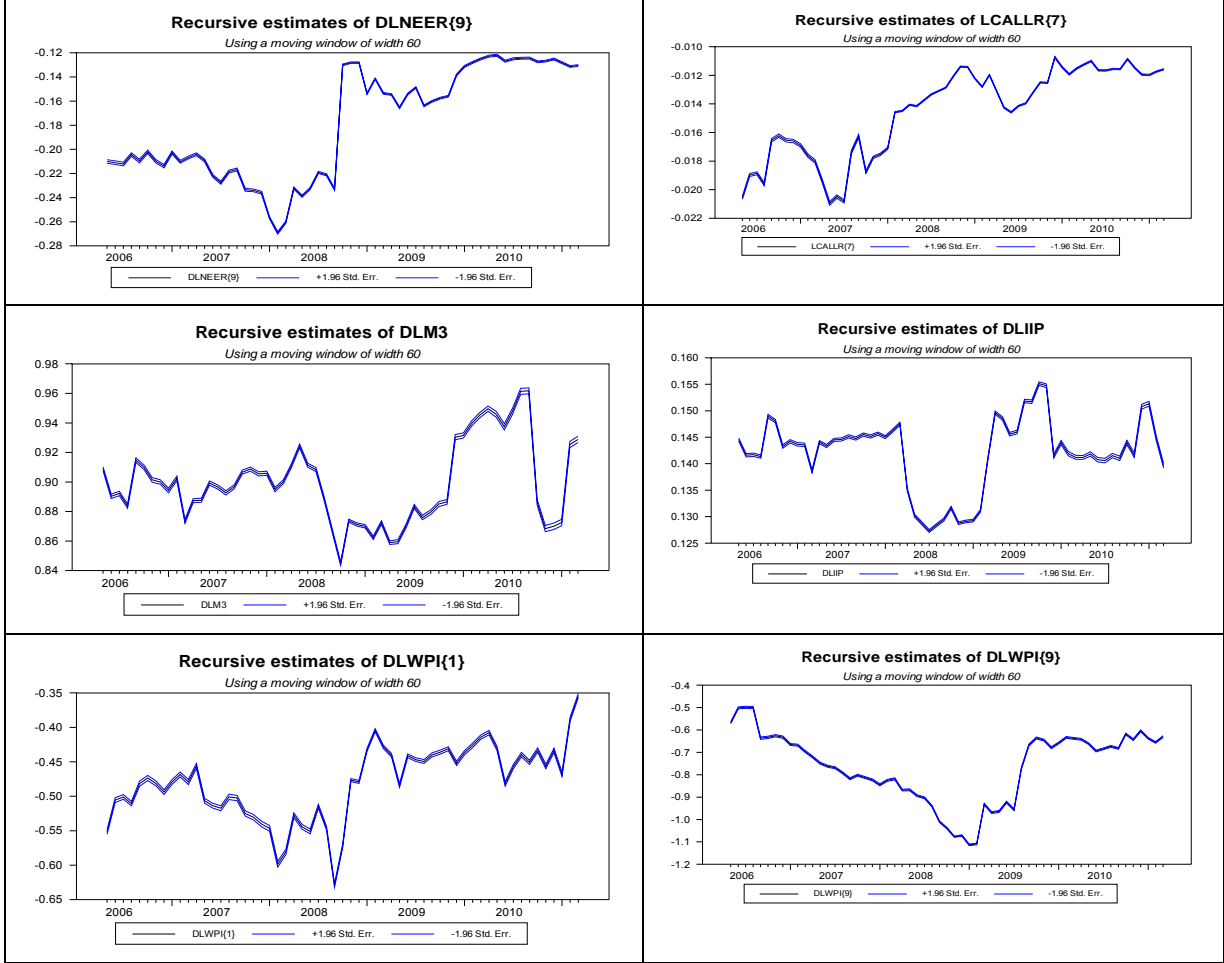 Recursive estimates of DLNEER{9}
Using a moving window of width 60
-0.12
-0.14
-0.16
-0.18
-0.20
-0.22
-0.24
-0.26
-0.28
2006 2007 2008 2009 2010
DLNEER{9} +1.96 Std. Err. -1.96 Std. Err.
Recursive estimates of LCALLR{7}
Using a moving window of width 60
-0.010
-0.012
-0.014
-0.016
-0.018
-0.020
-0.022
2006 2007 2008 2009 2010
LCALLR{7} +1.96 Std. Err. -1.96 Std. Err.
Recursive estimates of DLM3
Using a moving window of width 60
0.98
0.96
0.94
0.92
0.90
0.88
0.86
0.84
2006 2007 2008 2009 2010
DLM3 +1.96 Std. Err. -1.96 Std. Err.
Recursive estimates of DLIIP
Using a moving window of width 60
0.160
0.155
0.150
0.145
0.140
0.135
0.130
0.125
2006 2007 2008 2009 2010
DLIIP +1.96 Std. Err. -1.96 Std. Err.
Recursive estimates of DLWPI{1}
Using a moving window of width 60
-0.35
-0.40
-0.45
-0.50
-0.55
-0.60
-0.65
2006 2007 2008 2009 2010
DLWPI{1} +1.96 Std. Err. -1.96 Std. Err.
Recursive estimates of DLWPI{9}
Using a moving window of width 60
-0.4
-0.5
-0.6
-0.7
-0.8
-0.9
-1.0
-1.1
-1.2
2006 2007 2008 2009 2010
DLWPI{9} +1.96 Std. Err. -1.96 Std. Err.